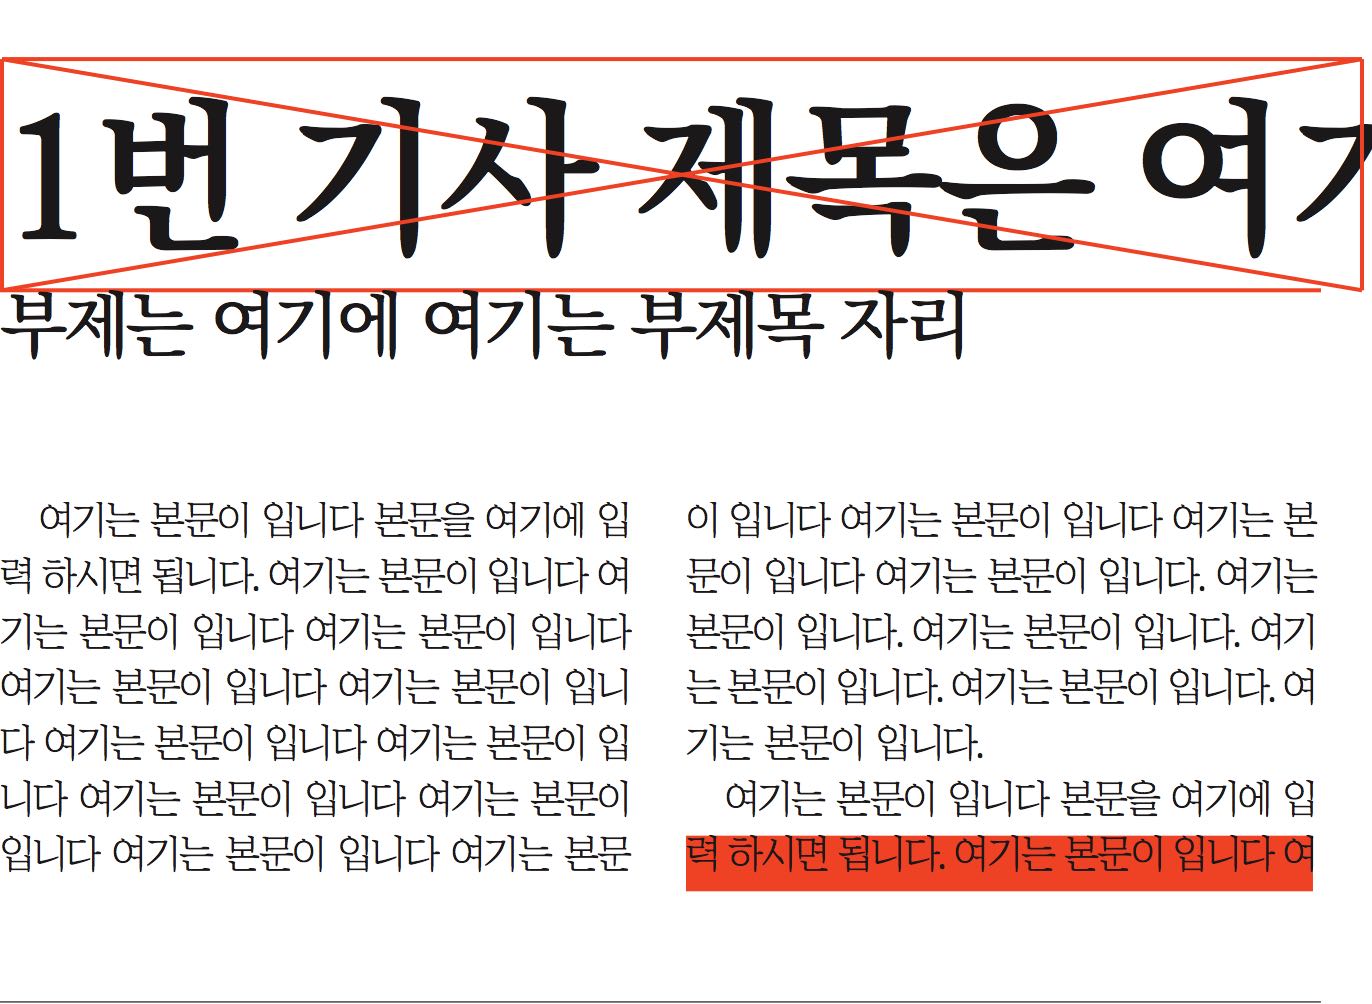 1번 기사 제목은 여기
부제는 여기에 여기는 부제목 자리
여기는 본문이 입니다 본문을 여기에 입
력 하시면 됩니다. 여기는 본문이 입니다 여
기는 본문이 입니다 여기는 본문이 입니다
여기는 본문이 입니다 여기는 본문이 입니
다 여기는 본문이 입니다 여기는 본문이 입
니다 여기는 본문이 입니다 여기는 본문이
입니다 여기는 본문이 입니다 여기는 본문
이 입니다 여기는 본문이 입니다 여기는 본
문이 입니다 여기는 본문이 입니다. 여기는
본문이 입니다. 여기는 본문이 입니다. 여기
는 본문이 입니다. 여기는 본문이 입니다. 여
기는 본문이 입니다.
여기는 본문이 입니다 본문을 여기에 입
력 하시면 됩니다. 여기는 본문이 입니다 여